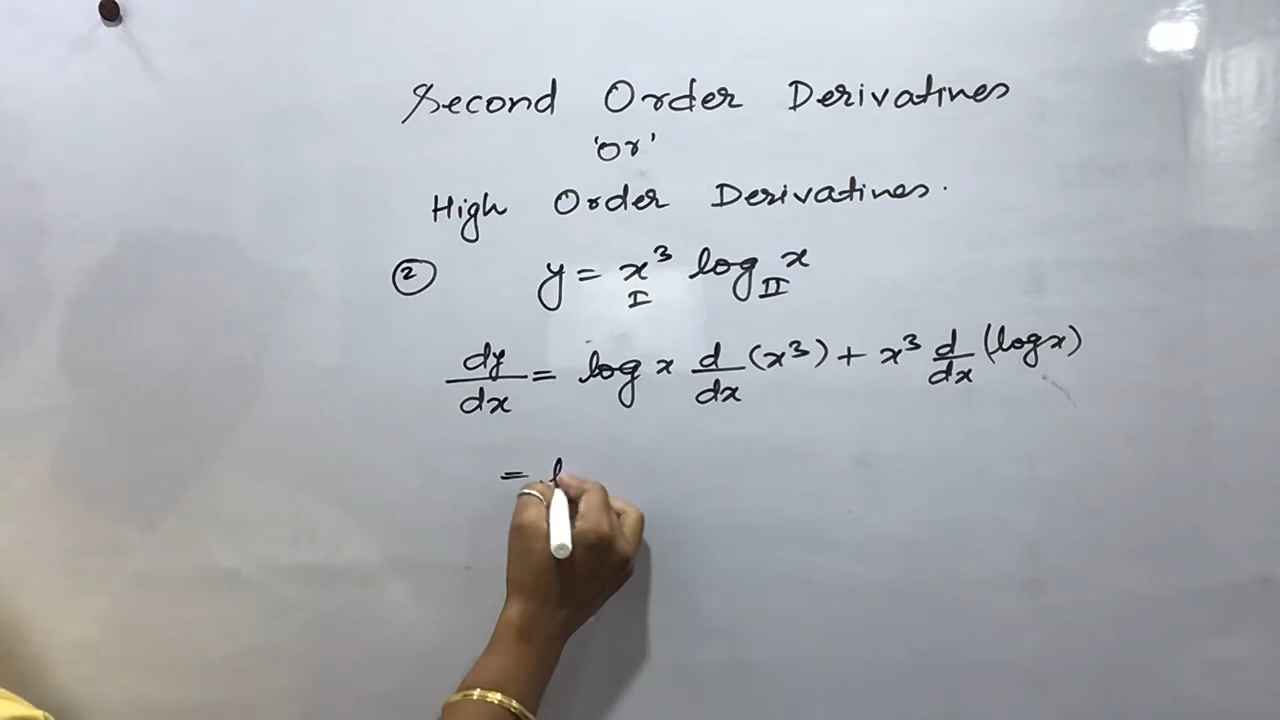 Second Order Derivatives
'or'
High Order Derivatives.
② y = x³ log x
I II
dy/dx = log x d/dx (x³) + x³ d/dx (log x)
= l